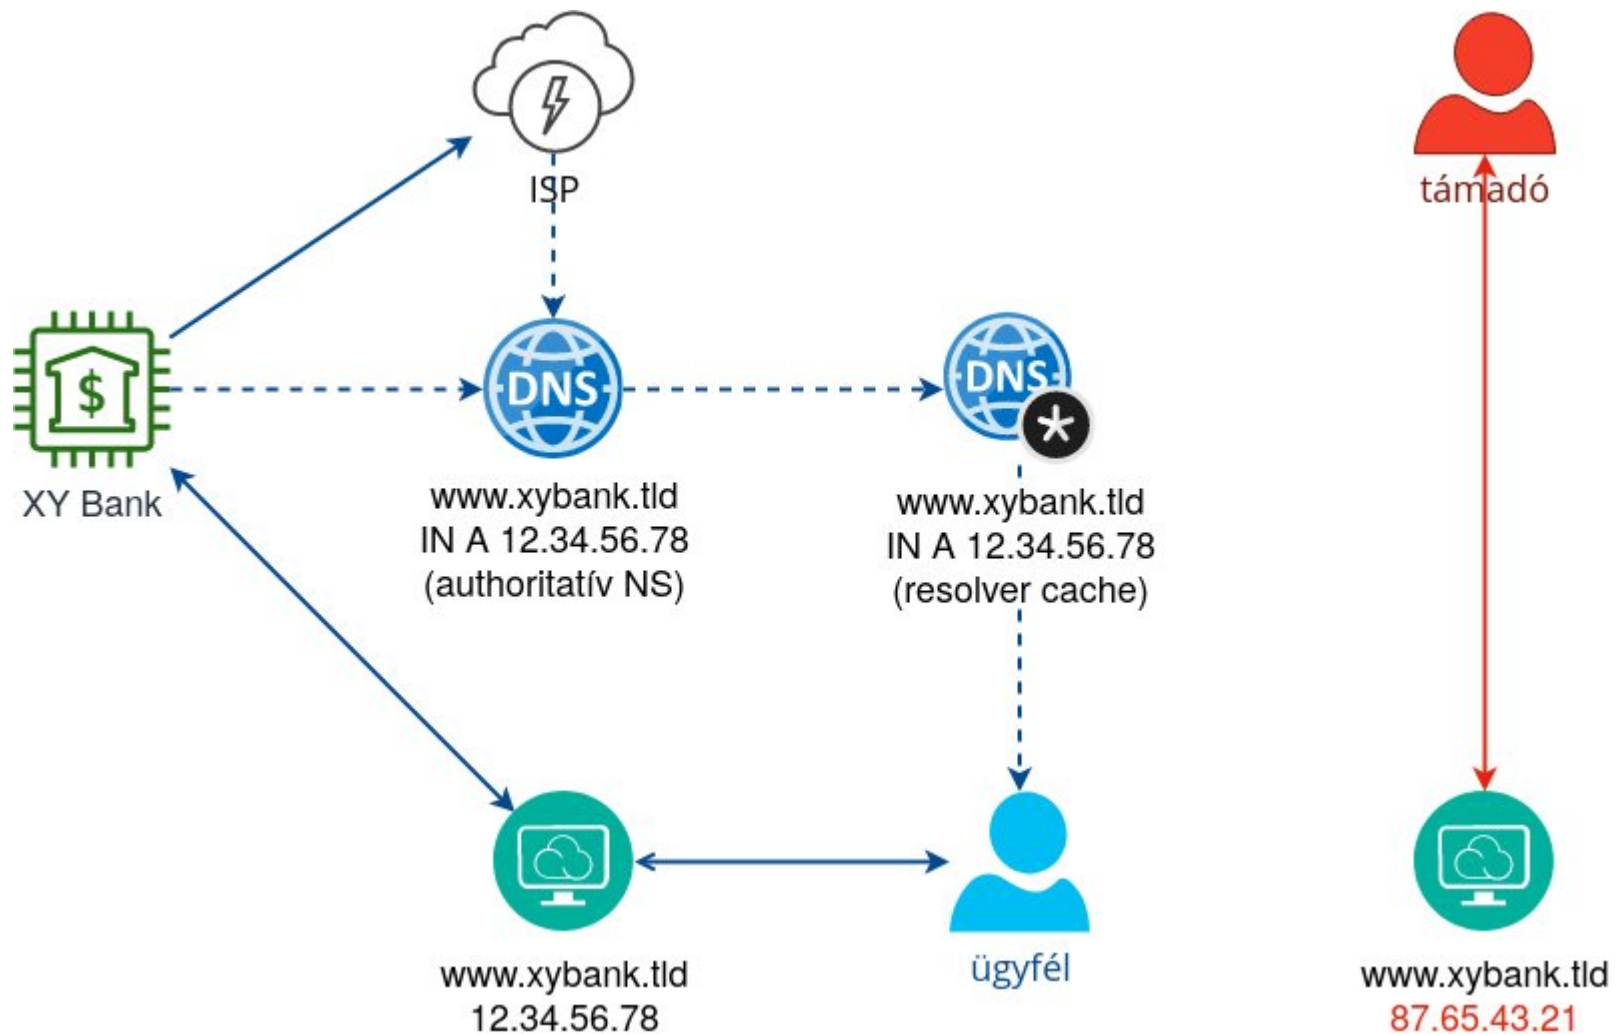 ISP
támadó
$
DNS
DNS
*
XY Bank
www.xybank.tld
IN A 12.34.56.78
(authoritatív NS)
www.xybank.tld
IN A 12.34.56.78
(resolver cache)
ügyfél
www.xybank.tld
12.34.56.78
www.xybank.tld
87.65.43.21